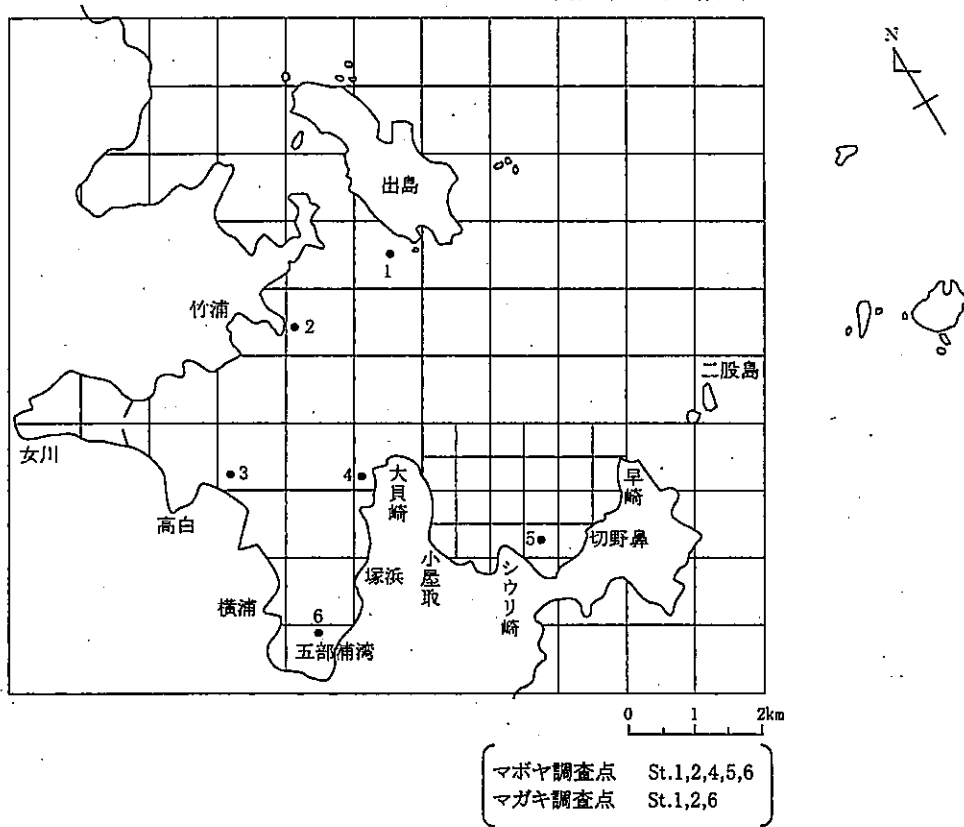 N
出島
1
竹浦
2
二股島
女川
3
4
大貝崎
早崎
高白
5
切野鼻
小屋取
シウリ崎
塚浜
横浦
6
五部浦湾
0 1 2km
マボヤ調査点 St.1,2,4,5,6
マガキ調査点 St.1,2,6